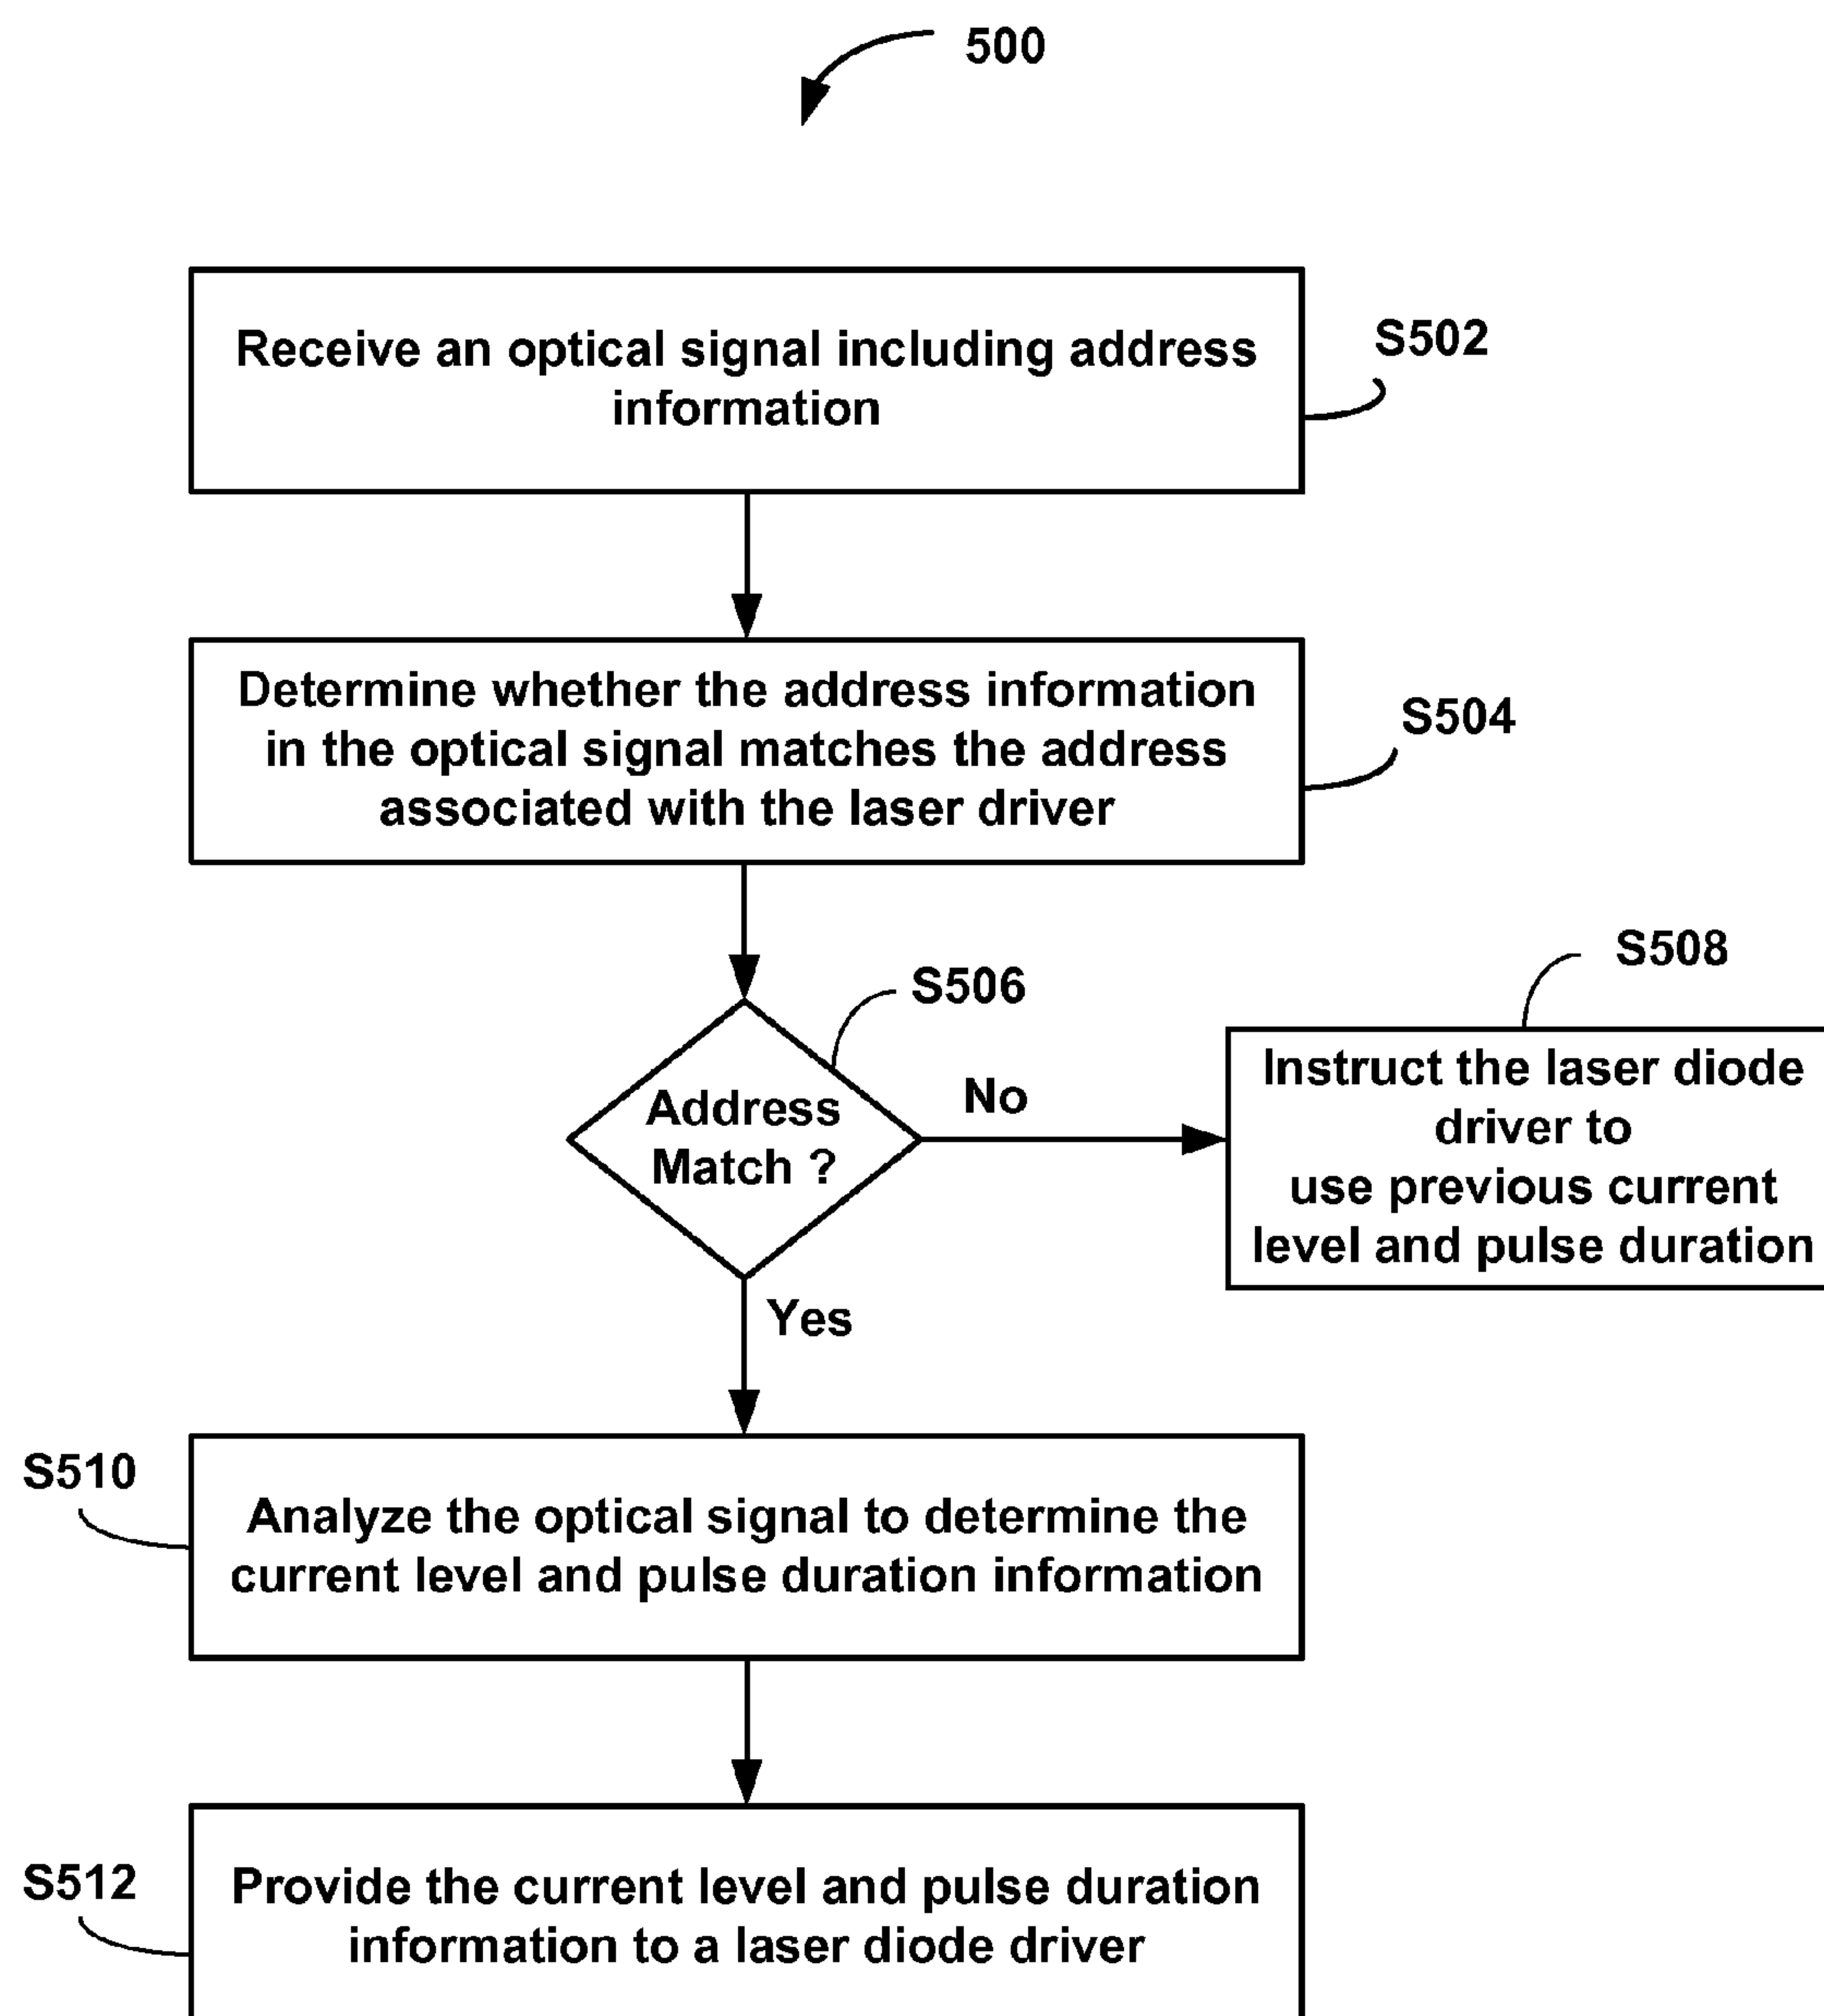 500
Receive an optical signal including address
information
S502
Determine whether the address information
in the optical signal matches the address
associated with the laser driver
S504
S506
Address
Match ?
No
S508
Instruct the laser diode
driver to
use previous current
level and pulse duration
Yes
S510
Analyze the optical signal to determine the
current level and pulse duration information
S512
Provide the current level and pulse duration
information to a laser diode driver